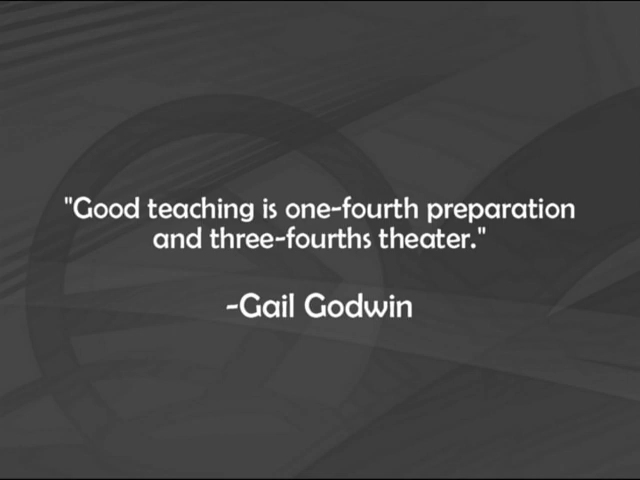 "Good teaching is one-fourth preparation
and three-fourths theater."
-Gail Godwin